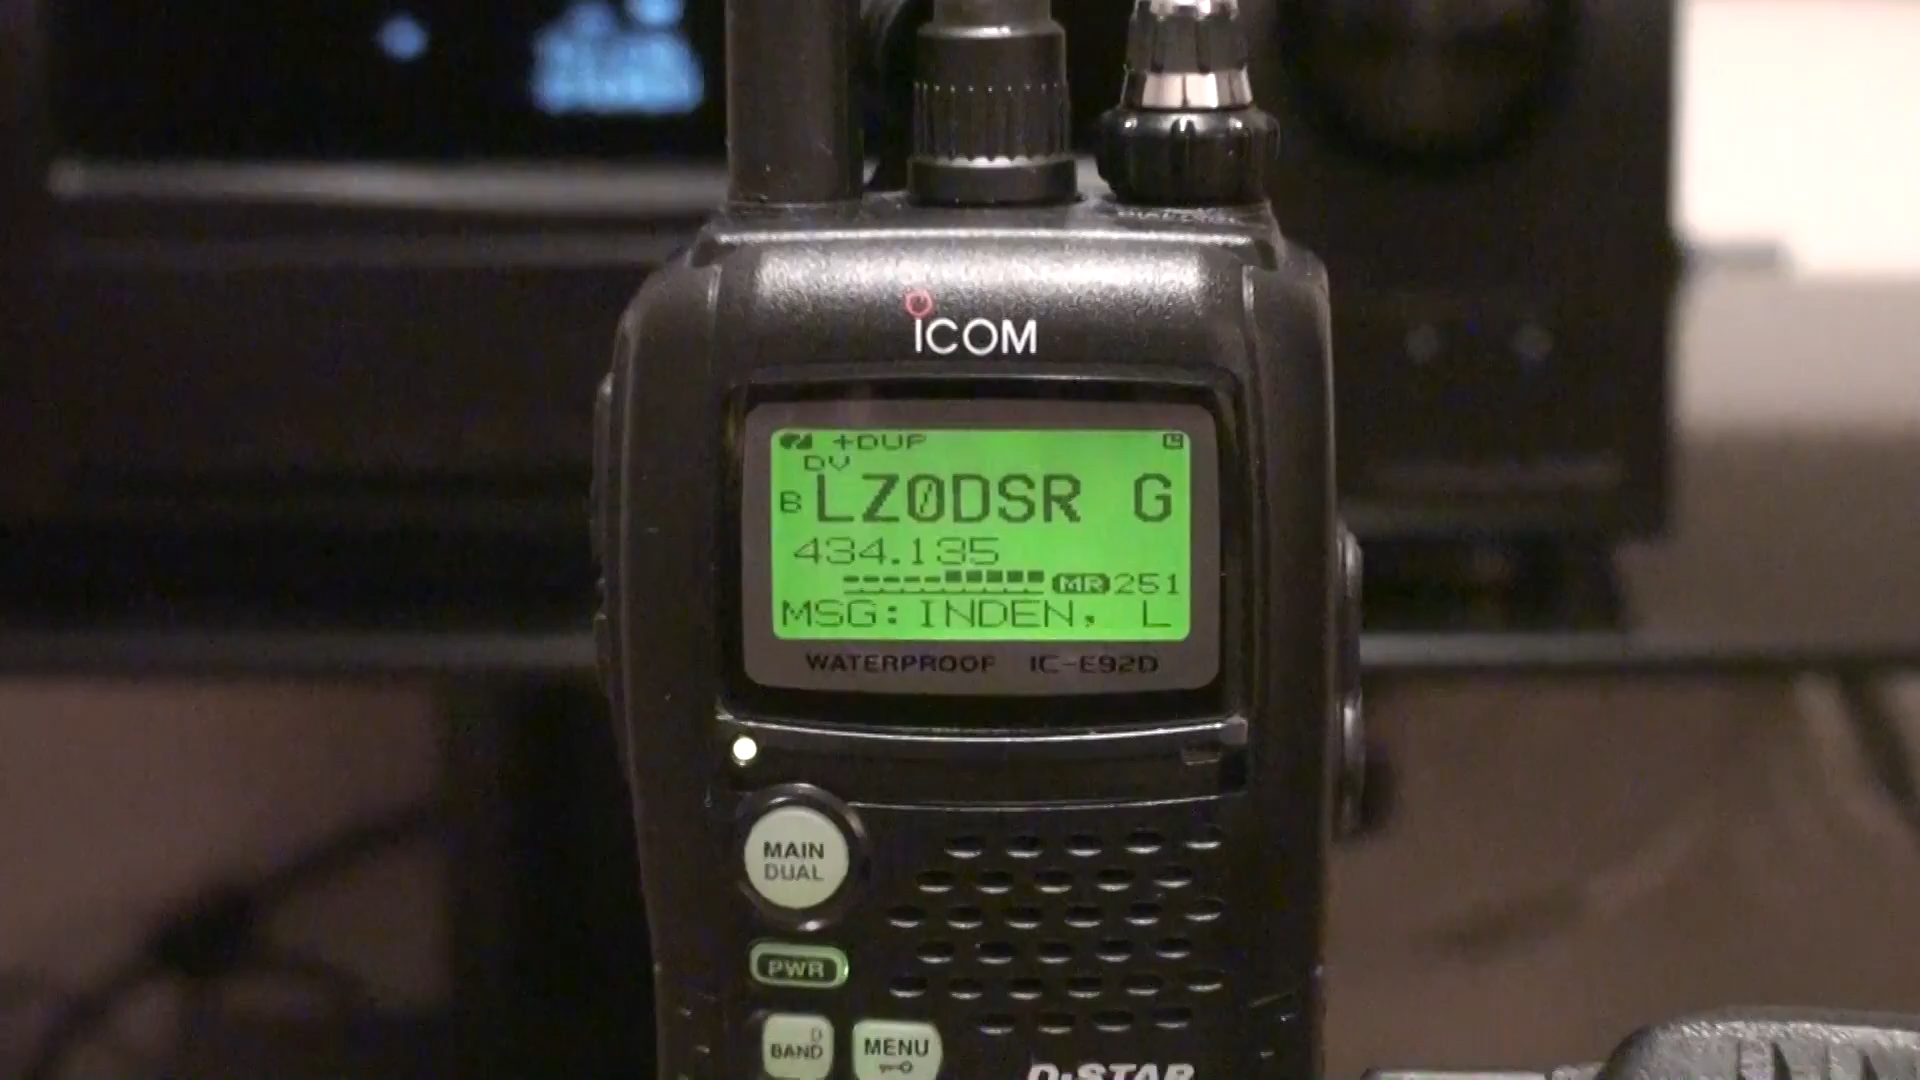 ICOM
+DUP
DV
B LZ0DSR G
434.135
MR 251
MSG: INDEN, L
WATERPROOF IC-E92D
MAIN
DUAL
PWR
D
BAND
MENU
D-STAR